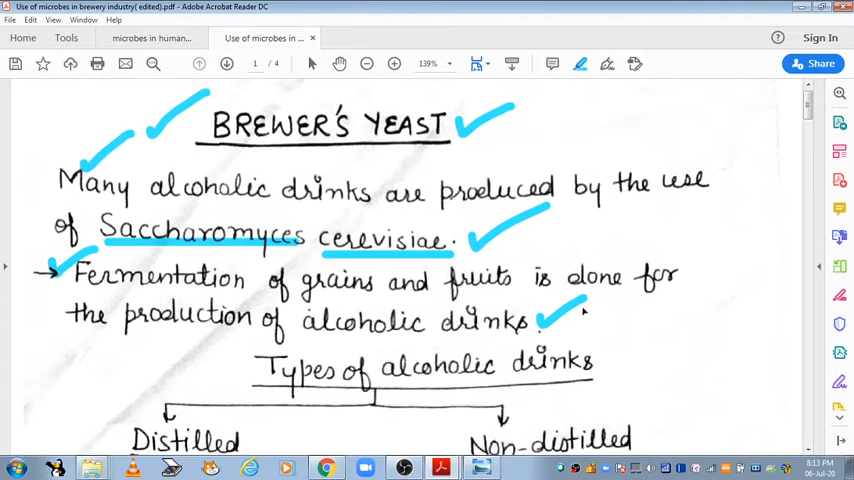 Use of microbes in brewery industry( edited).pdf - Adobe Acrobat Reader DC
File Edit View Window Help
Home Tools microbes in human... Use of microbes in ... × Sign In
1 / 4 139% Share
BREWER'S YEAST
Many alcoholic drinks are produced by the use
of Saccharomyces cerevisiae.
→ Fermentation of grains and fruits is done for
the production of alcoholic drinks.
Types of alcoholic drinks
Distilled Non-distilled
8:13 PM
06-Jul-20